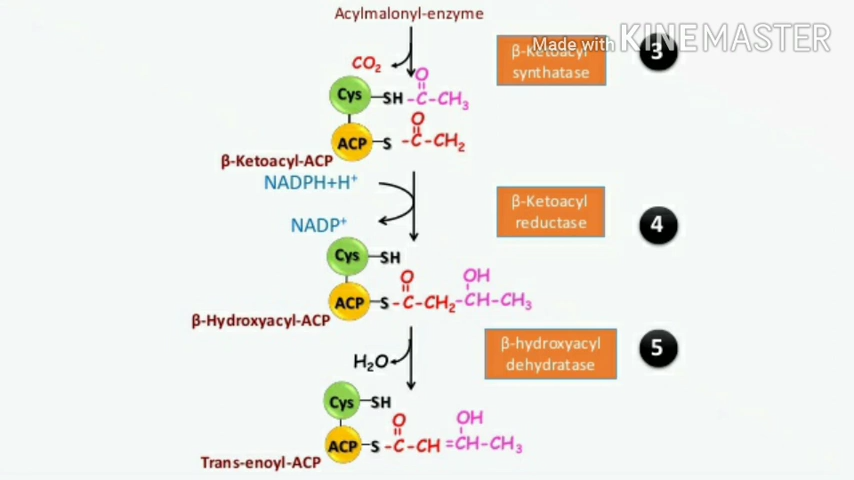 Acylmalonyl-enzyme
Made with KINEMASTER
β-Ketoacyl
synthatase
3
CO₂
O
Cys SH -C-CH₃
O
ACP S -C-CH₂
β-Ketoacyl-ACP
NADPH+H⁺
NADP⁺
β-Ketoacyl
reductase
4
Cys SH
O OH
ACP S-C-CH₂-CH-CH₃
β-Hydroxyacyl-ACP
H₂O
β-hydroxyacyl
dehydratase
5
Cys SH
O OH
ACP S-C-CH=CH-CH₃
Trans-enoyl-ACP